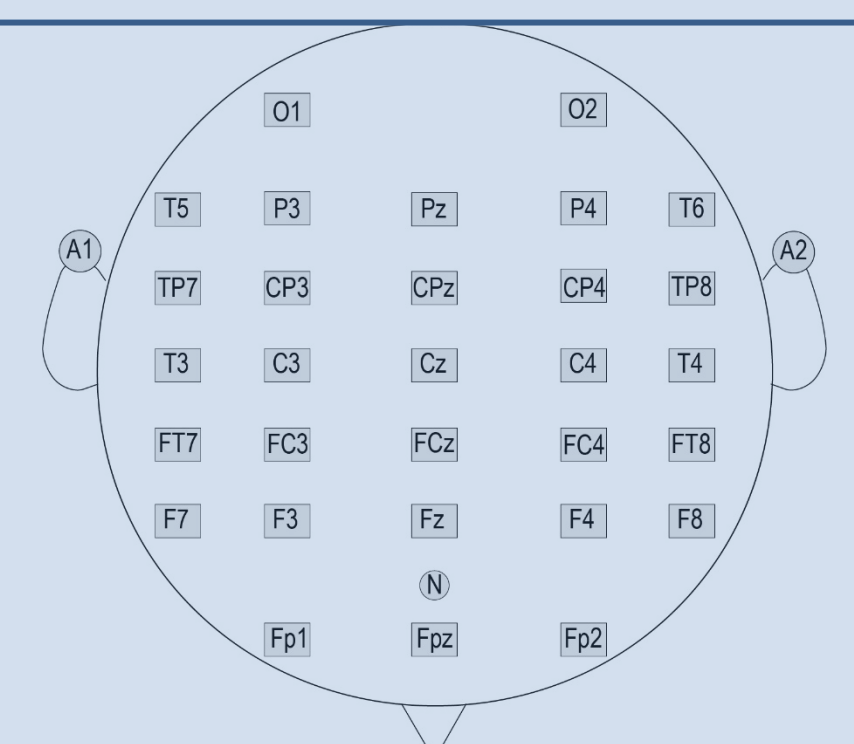 O1 O2
T5 P3 Pz P4 T6
A1 A2
TP7 CP3 CPz CP4 TP8
T3 C3 Cz C4 T4
FT7 FC3 FCz FC4 FT8
F7 F3 Fz F4 F8
N
Fp1 Fpz Fp2